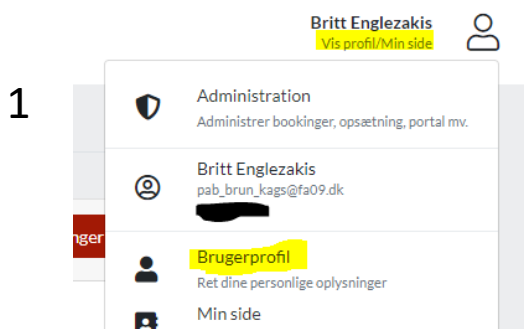 Britt Englezakis
Vis profil/Min side
1
Administration
Administrer bookinger, opsætning, portal mv.
Britt Englezakis
pab_brun_kags@fa09.dk
nger
Brugerprofil
Ret dine personlige oplysninger
Min side